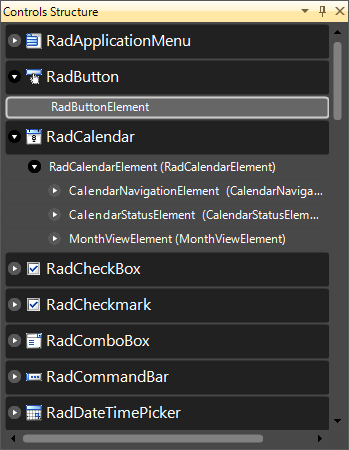 Controls Structure
RadApplicationMenu
RadButton
RadButtonElement
RadCalendar
RadCalendarElement (RadCalendarElement)
CalendarNavigationElement (CalendarNaviga...
CalendarStatusElement (CalendarStatusElem...
MonthViewElement (MonthViewElement)
RadCheckBox
RadCheckmark
RadComboBox
RadCommandBar
RadDateTimePicker